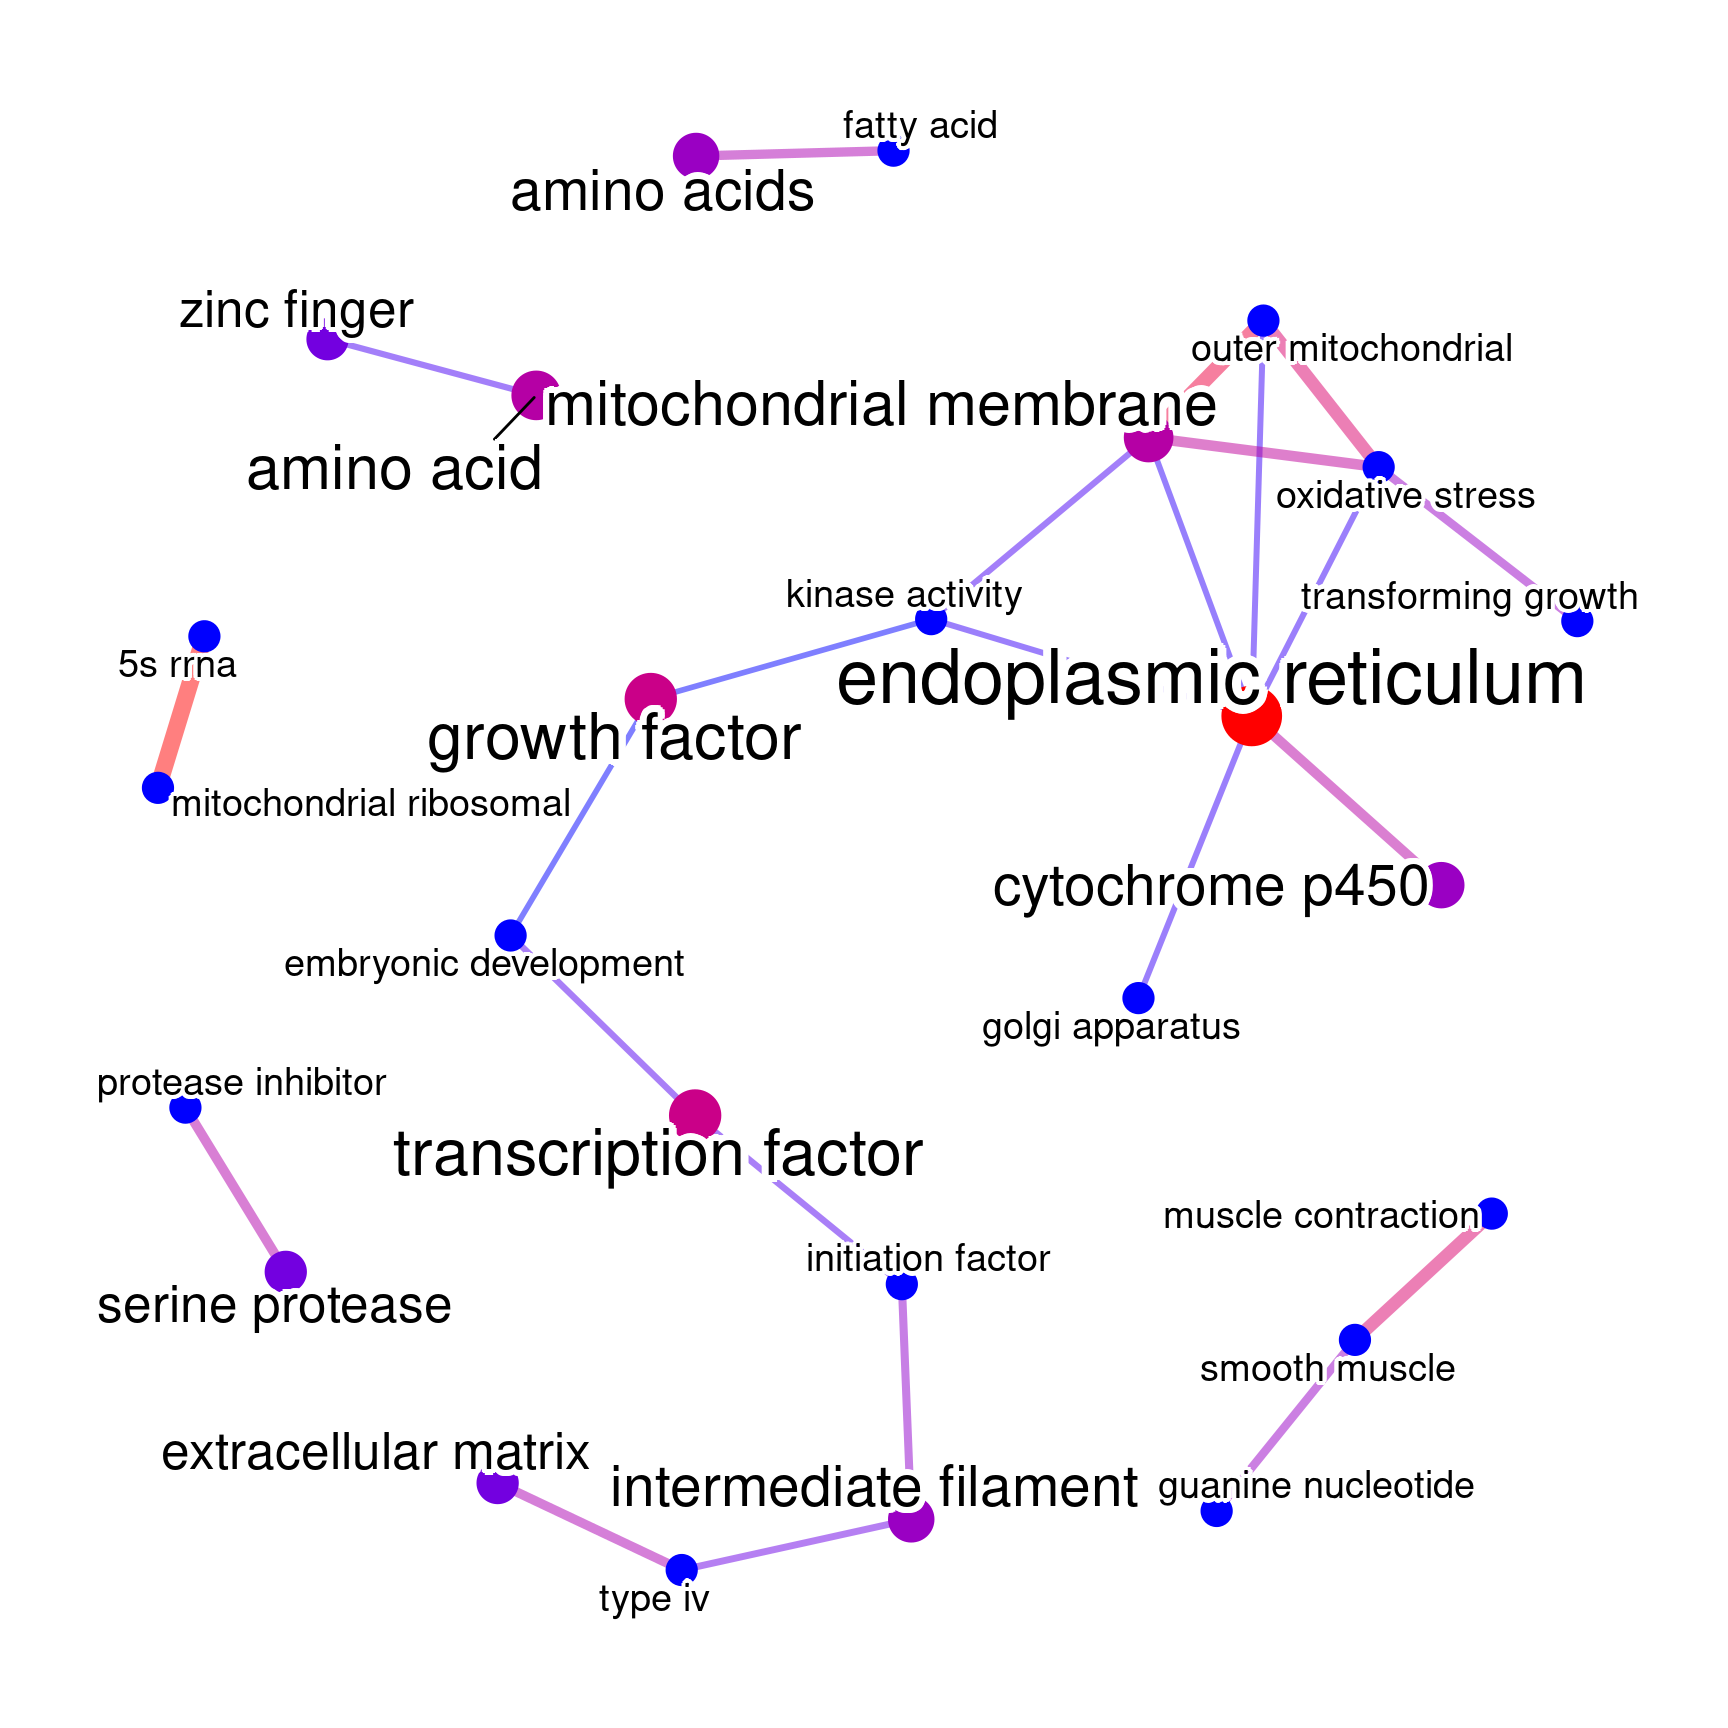 fatty acid
amino acids
zinc finger
outer mitochondrial
mitochondrial membrane
amino acid
oxidative stress
kinase activity
transforming growth
5s rrna
endoplasmic reticulum
growth factor
mitochondrial ribosomal
cytochrome p450
embryonic development
golgi apparatus
protease inhibitor
transcription factor
muscle contraction
initiation factor
serine protease
smooth muscle
extracellular matrix
intermediate filament
guanine nucleotide
type iv